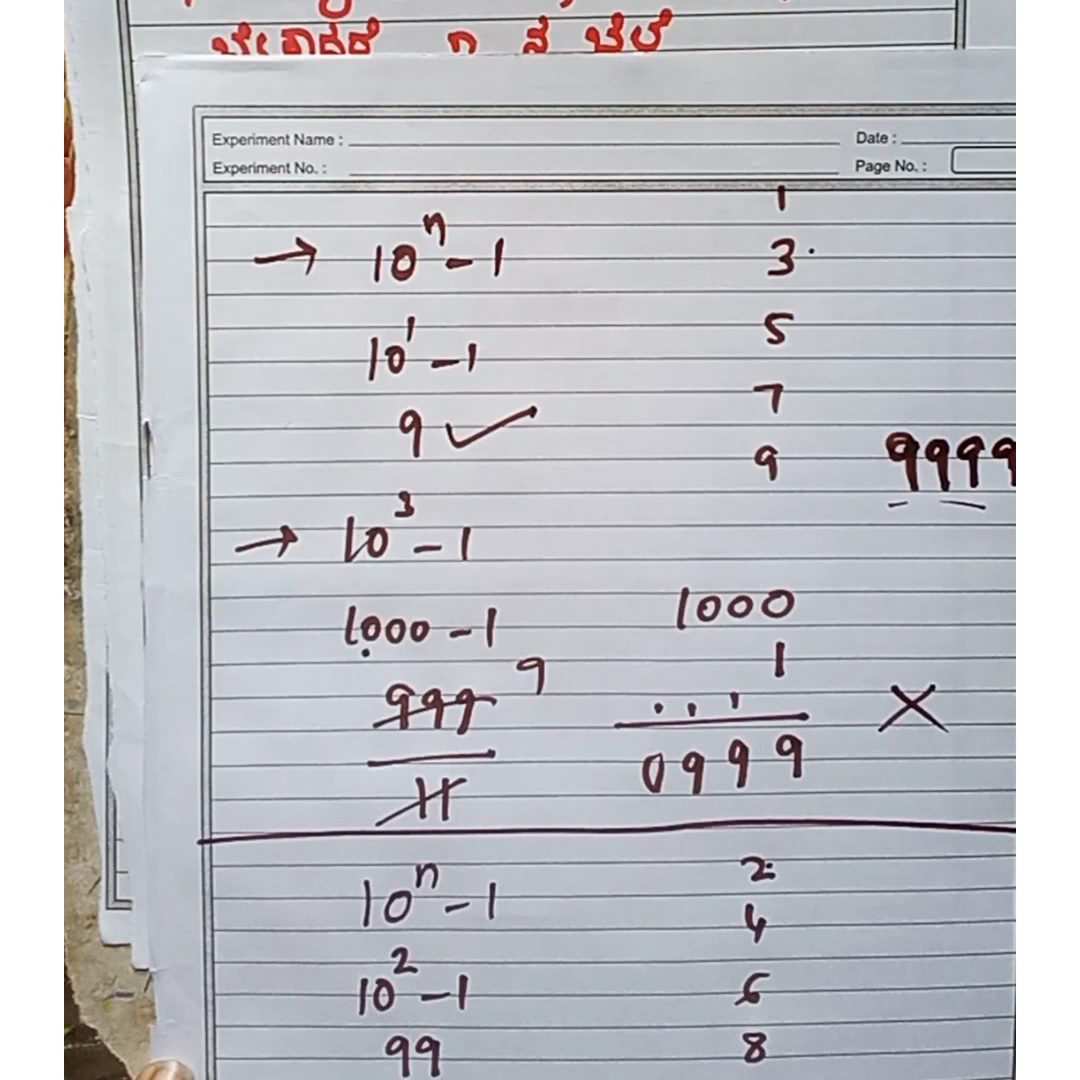 ಬೇಕಾದರೆ n ನ ಬೆಲೆ
Experiment Name :
Date :
Experiment No. :
Page No. :
1
→ 10ⁿ - 1
3
5
10¹ - 1
7
9 ✓
9
9999
→ 10³ - 1
1000 - 1
1000
9
1
999
×
11
0999
10ⁿ - 1
2
4
10² - 1
6
99
8